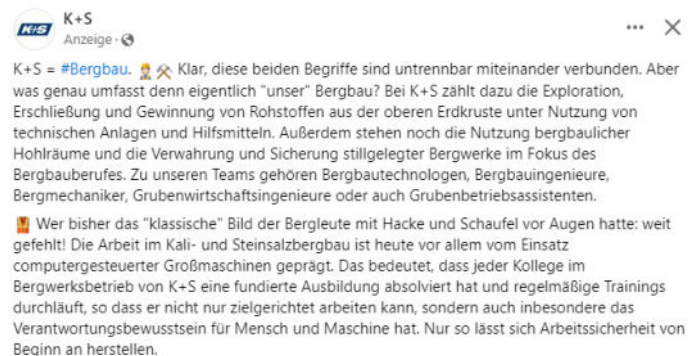 K+S
K+S
Anzeige ·
K+S = #Bergbau. 👷⚒ Klar, diese beiden Begriffe sind untrennbar miteinander verbunden. Aber
was genau umfasst denn eigentlich "unser" Bergbau? Bei K+S zählt dazu die Exploration,
Erschließung und Gewinnung von Rohstoffen aus der oberen Erdkruste unter Nutzung von
technischen Anlagen und Hilfsmitteln. Außerdem stehen noch die Nutzung bergbaulicher
Hohlräume und die Verwahrung und Sicherung stillgelegter Bergwerke im Fokus des
Bergbauberufes. Zu unseren Teams gehören Bergbautechnologen, Bergbauingenieure,
Bergmechaniker, Grubenwirtschaftsingenieure oder auch Grubenbetriebsassistenten.
🦺 Wer bisher das "klassische" Bild der Bergleute mit Hacke und Schaufel vor Augen hatte: weit
gefehlt! Die Arbeit im Kali- und Steinsalzbergbau ist heute vor allem vom Einsatz
computergesteuerter Großmaschinen geprägt. Das bedeutet, dass jeder Kollege im
Bergwerksbetrieb von K+S eine fundierte Ausbildung absolviert hat und regelmäßige Trainings
durchläuft, so dass er nicht nur zielgerichtet arbeiten kann, sondern auch insbesondere das
Verantwortungsbewusstsein für Mensch und Maschine hat. Nur so lässt sich Arbeitssicherheit von
Beginn an herstellen.